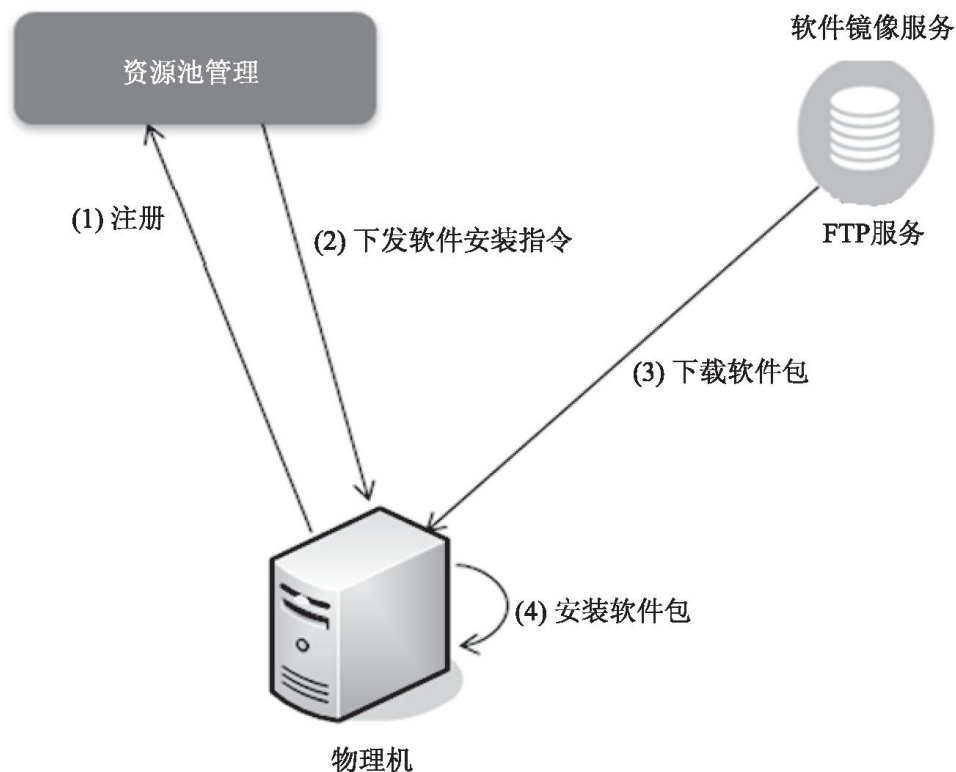 软件镜像服务
资源池管理
(1) 注册
(2) 下发软件安装指令
FTP服务
(3) 下载软件包
(4) 安装软件包
物理机